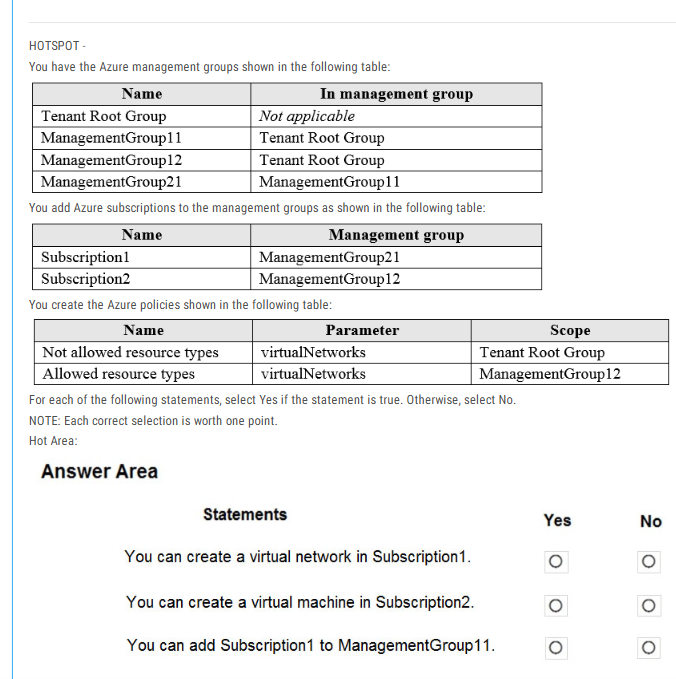 HOTSPOT -
You have the Azure management groups shown in the following table:
Name In management group
Tenant Root Group Not applicable
ManagementGroup11 Tenant Root Group
ManagementGroup12 Tenant Root Group
ManagementGroup21 ManagementGroup11
You add Azure subscriptions to the management groups as shown in the following table:
Name Management group
Subscription1 ManagementGroup21
Subscription2 ManagementGroup12
You create the Azure policies shown in the following table:
Name Parameter Scope
Not allowed resource types virtualNetworks Tenant Root Group
Allowed resource types virtualNetworks ManagementGroup12
For each of the following statements, select Yes if the statement is true. Otherwise, select No.
NOTE: Each correct selection is worth one point.
Hot Area:
Answer Area
Statements Yes No
You can create a virtual network in Subscription1.
You can create a virtual machine in Subscription2.
You can add Subscription1 to ManagementGroup11.